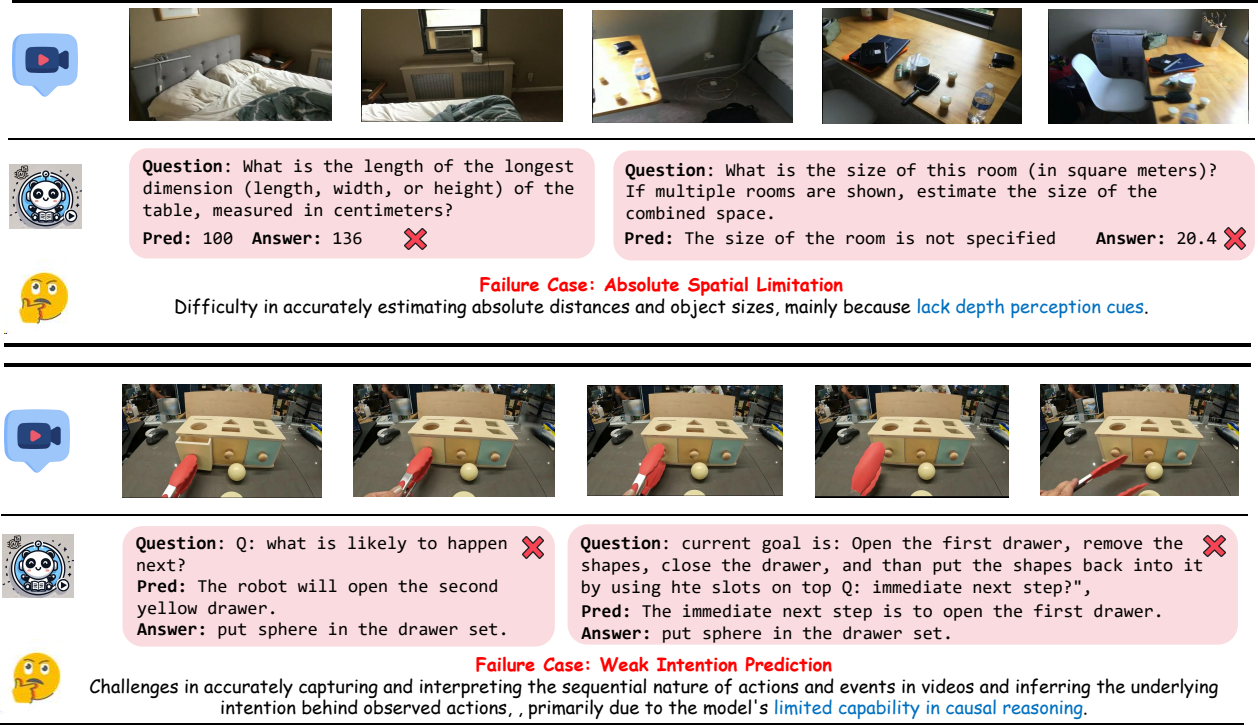 Question: What is the length of the longest
dimension (length, width, or height) of the
table, measured in centimeters?
Pred: 100 Answer: 136
Question: What is the size of this room (in square meters)?
If multiple rooms are shown, estimate the size of the
combined space.
Pred: The size of the room is not specified Answer: 20.4
Failure Case: Absolute Spatial Limitation
Difficulty in accurately estimating absolute distances and object sizes, mainly because lack depth perception cues.
Question: Q: what is likely to happen
next?
Pred: The robot will open the second
yellow drawer.
Answer: put sphere in the drawer set.
Question: current goal is: Open the first drawer, remove the
shapes, close the drawer, and than put the shapes back into it
by using hte slots on top Q: immediate next step?",
Pred: The immediate next step is to open the first drawer.
Answer: put sphere in the drawer set.
Failure Case: Weak Intention Prediction
Challenges in accurately capturing and interpreting the sequential nature of actions and events in videos and inferring the underlying
intention behind observed actions, , primarily due to the model's limited capability in causal reasoning.